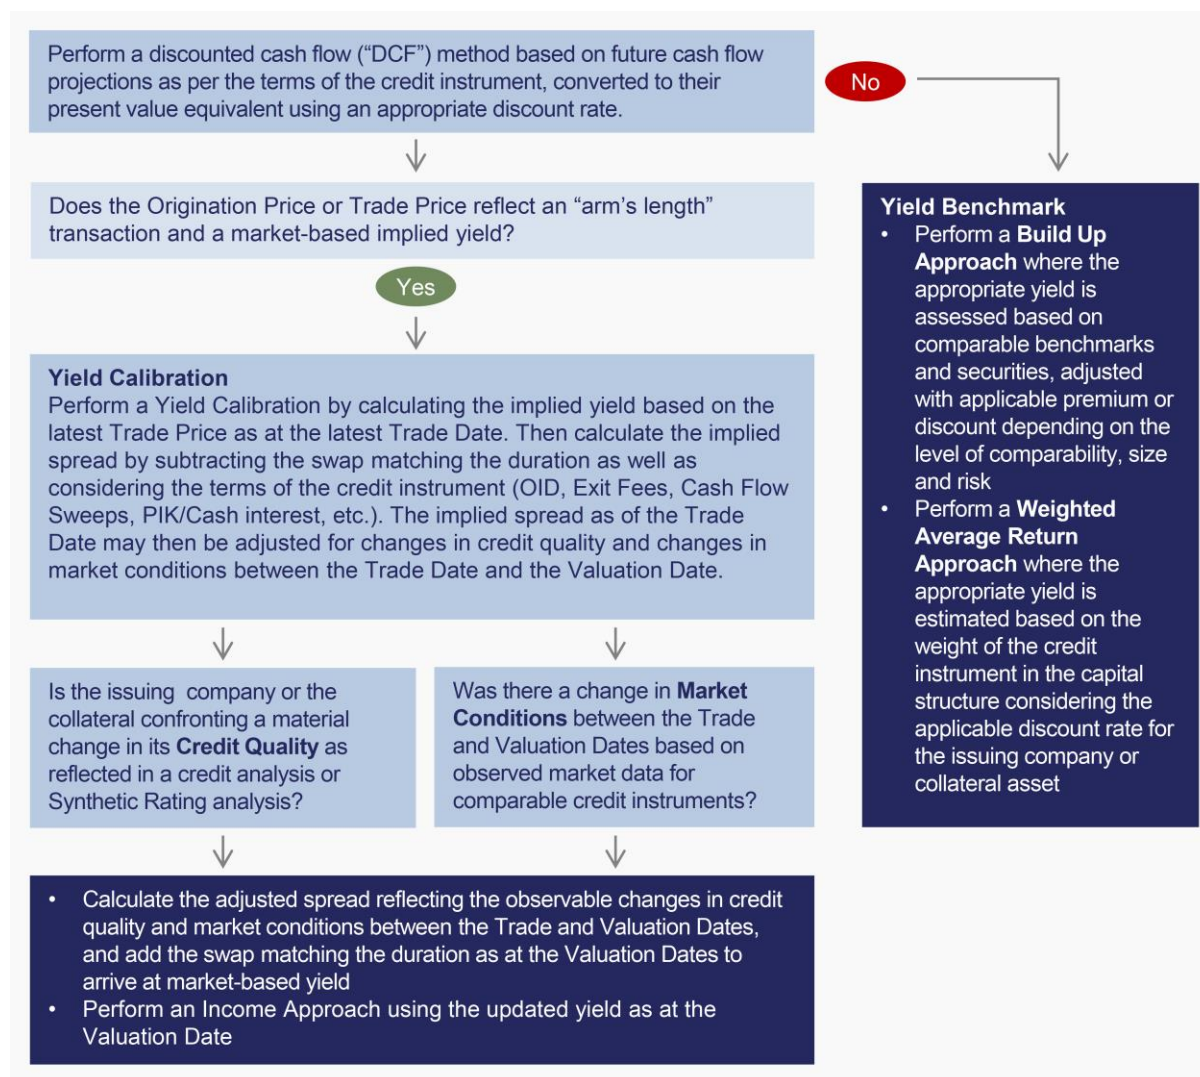 Perform a discounted cash flow (“DCF”) method based on future cash flow
projections as per the terms of the credit instrument, converted to their
present value equivalent using an appropriate discount rate.
No
Does the Origination Price or Trade Price reflect an “arm’s length”
transaction and a market-based implied yield?
Yes
Yield Calibration
Perform a Yield Calibration by calculating the implied yield based on the
latest Trade Price as at the latest Trade Date. Then calculate the implied
spread by subtracting the swap matching the duration as well as
considering the terms of the credit instrument (OID, Exit Fees, Cash Flow
Sweeps, PIK/Cash interest, etc.). The implied spread as of the Trade
Date may then be adjusted for changes in credit quality and changes in
market conditions between the Trade Date and the Valuation Date.
Is the issuing  company or the
collateral confronting a material
change in its Credit Quality as
reflected in a credit analysis or
Synthetic Rating analysis?
Was there a change in Market
Conditions between the Trade
and Valuation Dates based on
observed market data for
comparable credit instruments?
• Calculate the adjusted spread reflecting the observable changes in credit
quality and market conditions between the Trade and Valuation Dates,
and add the swap matching the duration as at the Valuation Dates to
arrive at market-based yield
• Perform an Income Approach using the updated yield as at the
Valuation Date
Yield Benchmark
• Perform a Build Up
Approach where the
appropriate yield is
assessed based on
comparable benchmarks
and securities, adjusted
with applicable premium or
discount depending on the
level of comparability, size
and risk
• Perform a Weighted
Average Return
Approach where the
appropriate yield is
estimated based on the
weight of the credit
instrument in the capital
structure considering the
applicable discount rate for
the issuing company or
collateral asset